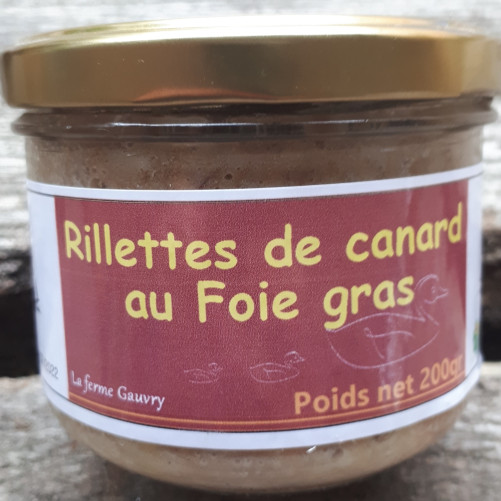 Rillettes de canard
au Foie gras
La ferme Gauvry
Poids net 200gr